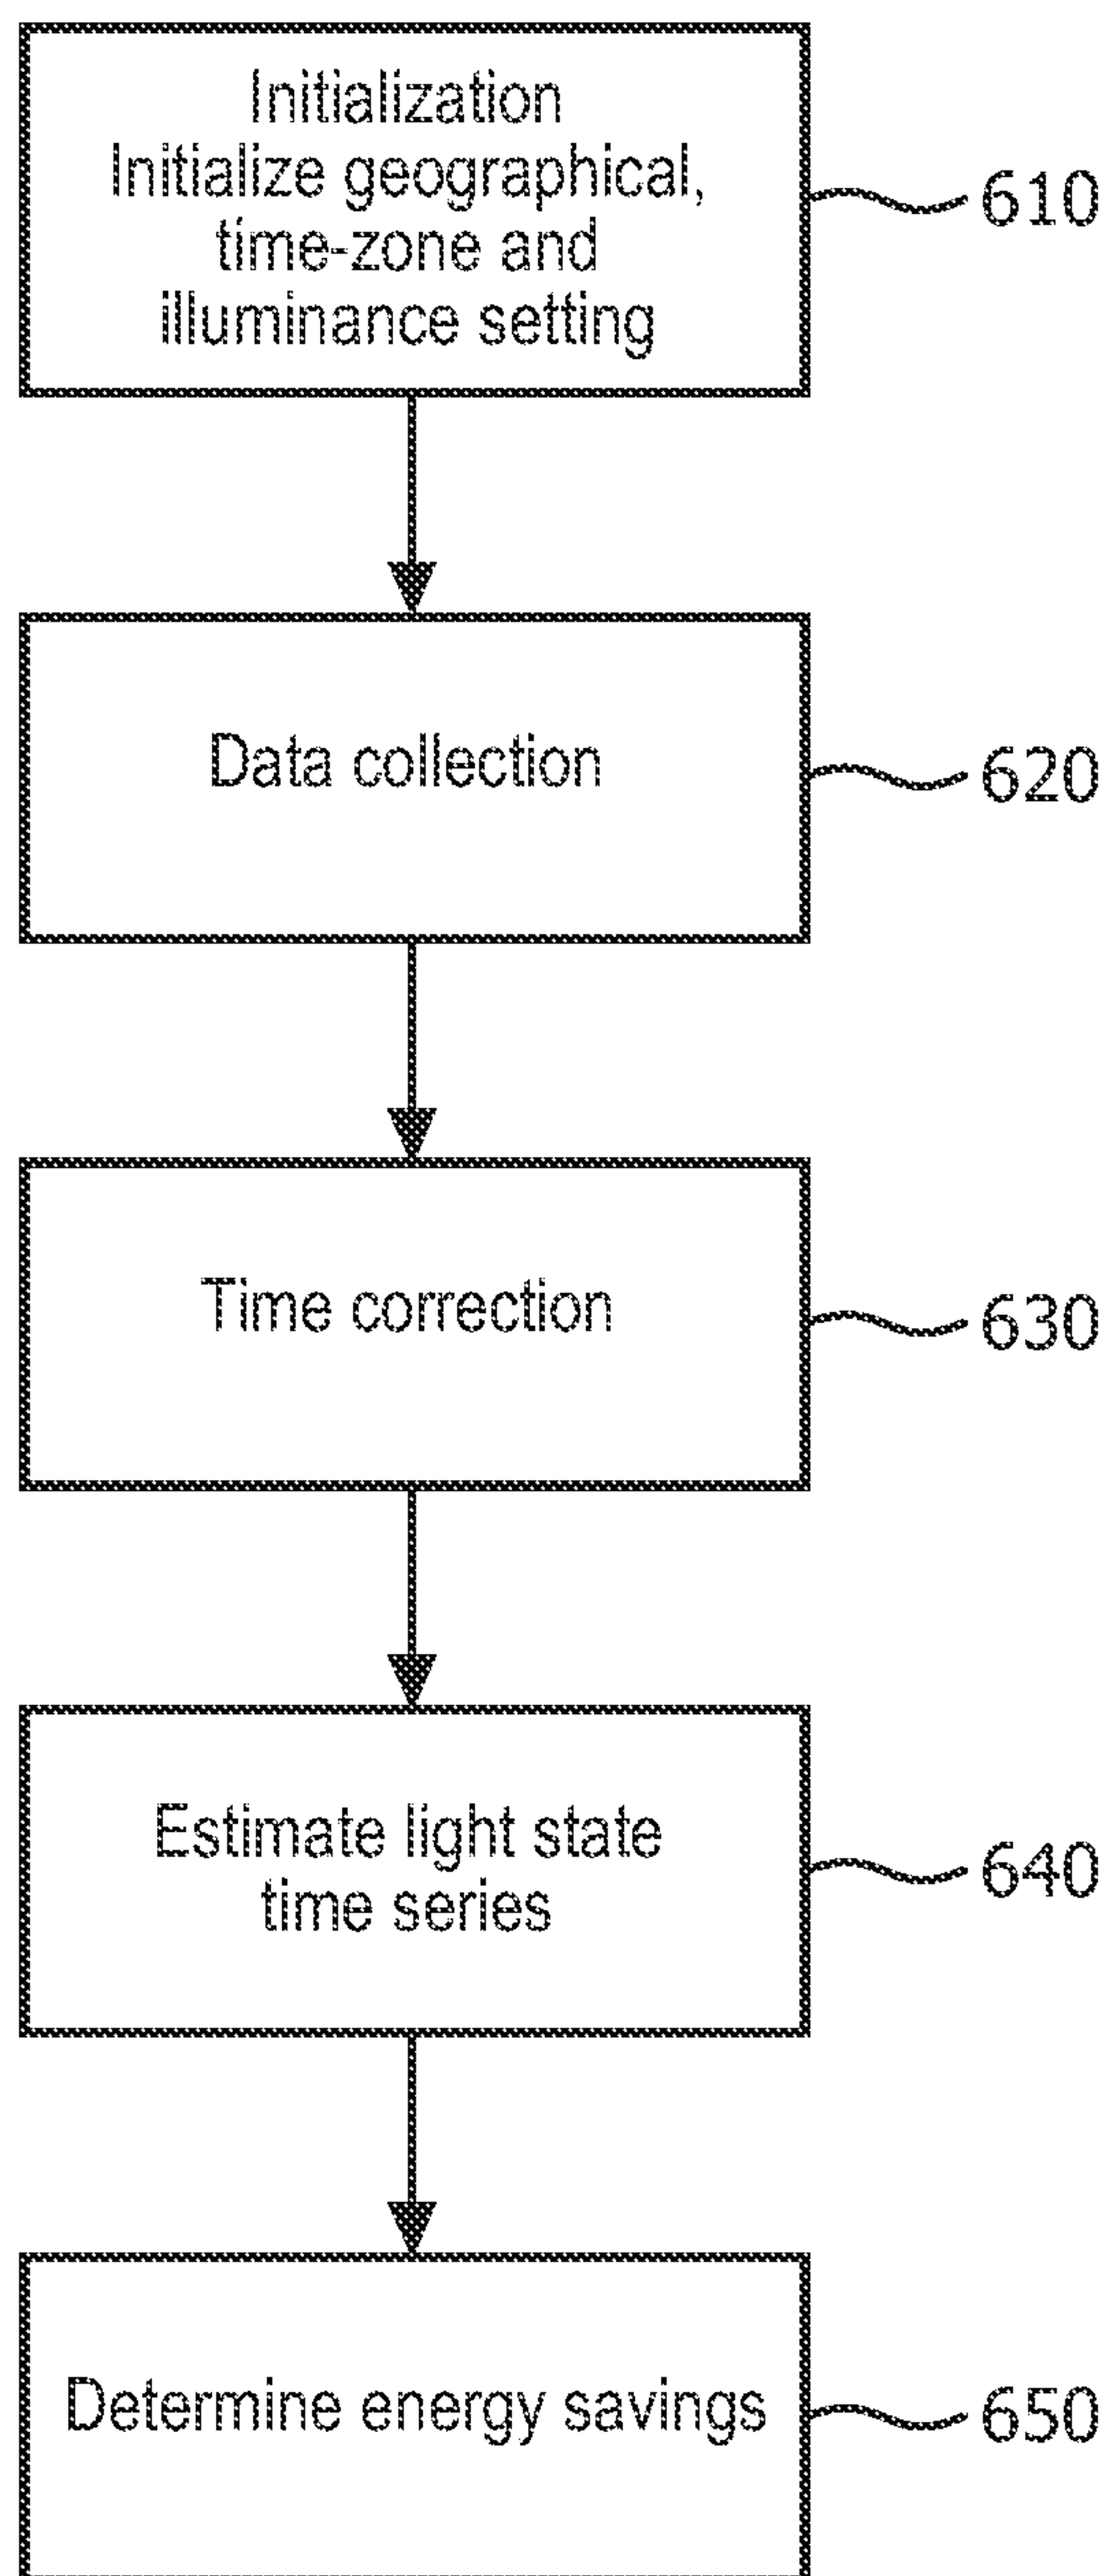 Initialization
Initialize geographical,
time-zone and
illuminance setting
610
Data collection
620
Time correction
630
Estimate light state
time series
640
Determine energy savings
650